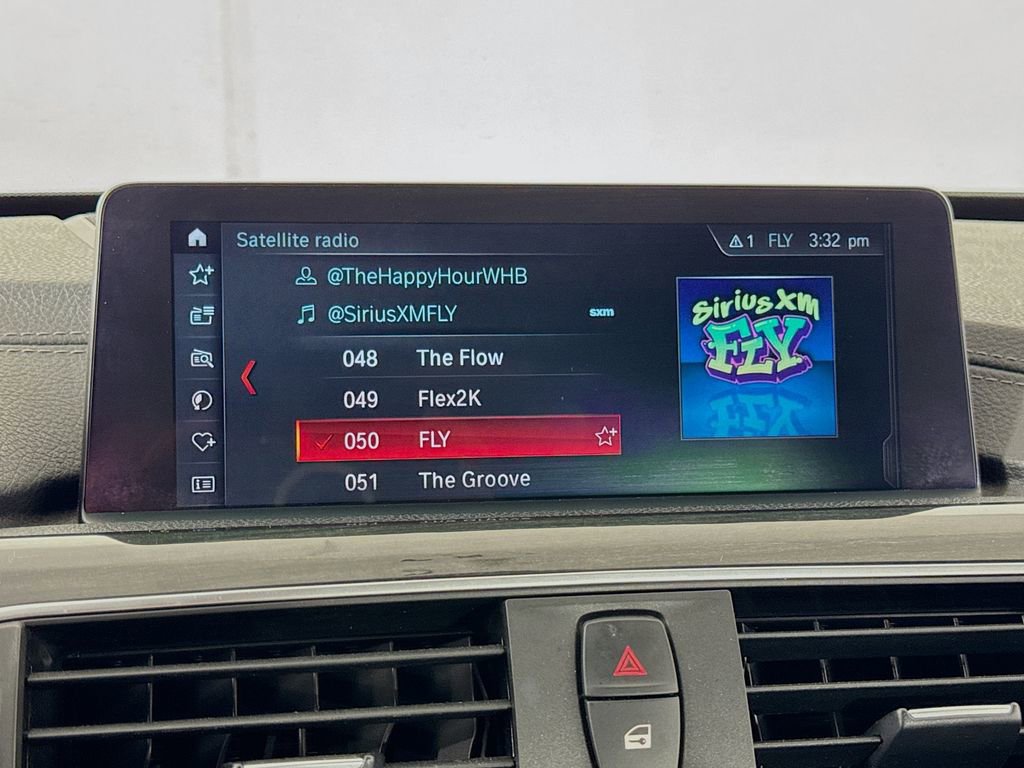 Satellite radio
1 FLY 3:32 pm
@TheHappyHourWHB
@SiriusXMFLY sxm
048 The Flow
049 Flex2K
050 FLY
051 The Groove
SiriusXM
FLY